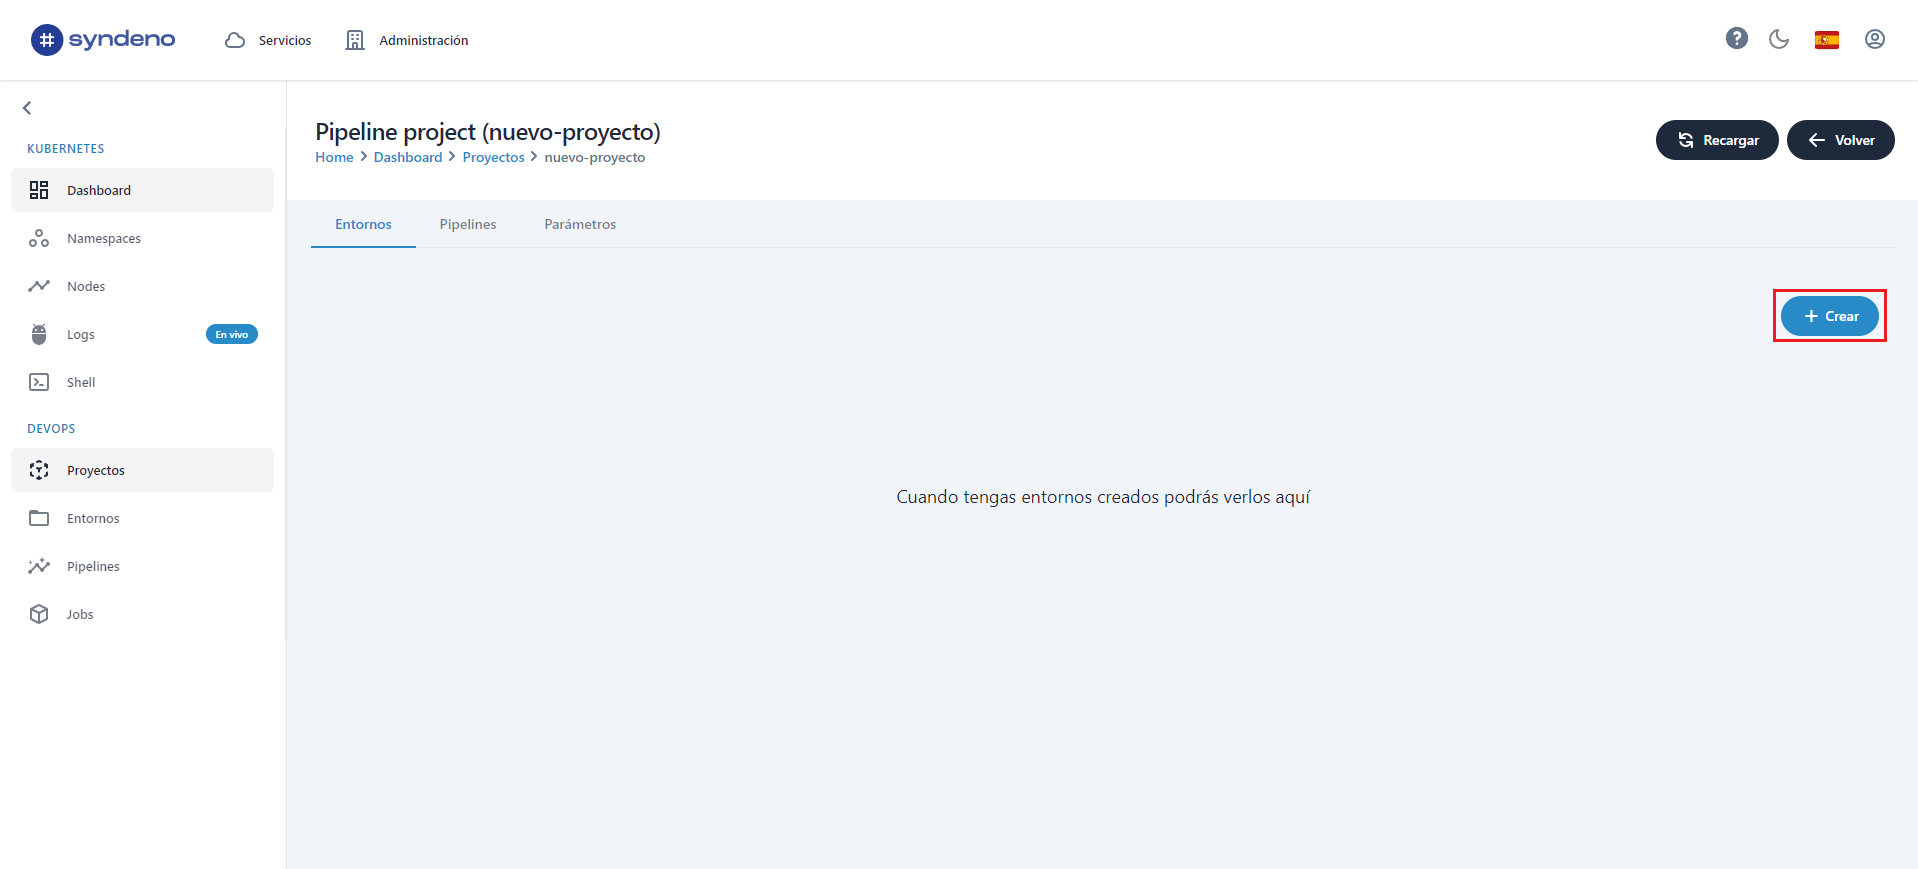 syndeno
Servicios
Administración
KUBERNETES
Dashboard
Namespaces
Nodes
Logs
En vivo
Shell
DEVOPS
Proyectos
Entornos
Pipelines
Jobs
Pipeline project (nuevo-proyecto)
Home > Dashboard > Proyectos > nuevo-proyecto
Recargar
Volver
Entornos
Pipelines
Parámetros
+ Crear
Cuando tengas entornos creados podrás verlos aquí